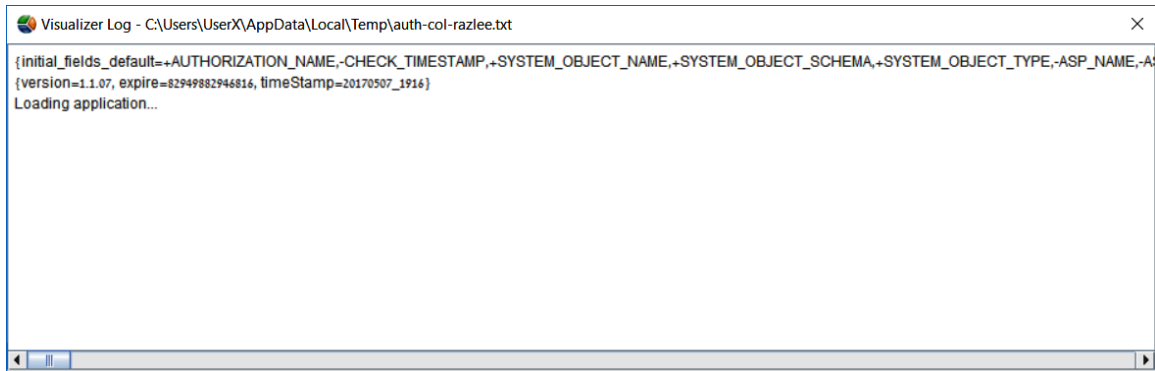 Visualizer Log - C:\Users\UserX\AppData\Local\Temp\auth-col-razlee.txt
{initial_fields_default=+AUTHORIZATION_NAME,-CHECK_TIMESTAMP,+SYSTEM_OBJECT_NAME,+SYSTEM_OBJECT_SCHEMA,+SYSTEM_OBJECT_TYPE,-ASP_NAME,-AS
{version=1.1.07, expire=82949882946816, timeStamp=20170507_1916}
Loading application...